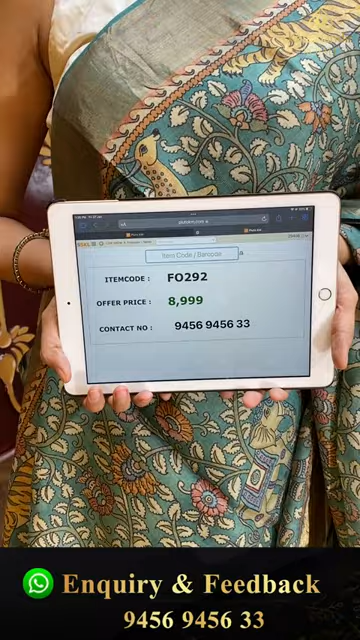 Item Code / Barcode
ITEMCODE : FO292
OFFER PRICE : 8,999
CONTACT NO : 9456 9456 33
Enquiry & Feedback
9456 9456 33